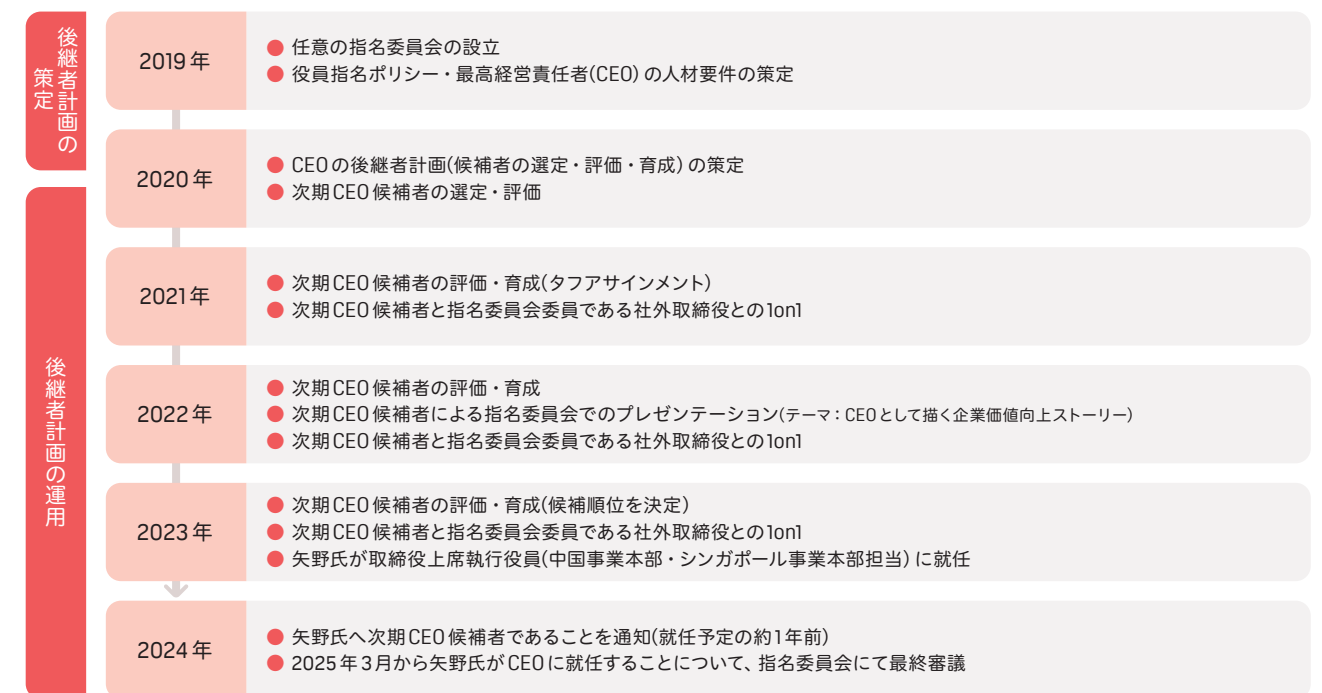 後継者計画の
策定
2019年
● 任意の指名委員会の設立
● 役員指名ポリシー・最高経営責任者(CEO)の人材要件の策定
2020年
● CEOの後継者計画(候補者の選定・評価・育成)の策定
● 次期CEO候補者の選定・評価
後継者計画の運用
2021年
● 次期CEO候補者の評価・育成(タフアサインメント)
● 次期CEO候補者と指名委員会委員である社外取締役との1on1
2022年
● 次期CEO候補者の評価・育成
● 次期CEO候補者による指名委員会でのプレゼンテーション(テーマ：CEOとして描く企業価値向上ストーリー)
● 次期CEO候補者と指名委員会委員である社外取締役との1on1
2023年
● 次期CEO候補者の評価・育成(候補順位を決定)
● 次期CEO候補者と指名委員会委員である社外取締役との1on1
● 矢野氏が取締役上席執行役員(中国事業本部・シンガポール事業本部担当)に就任
2024年
● 矢野氏へ次期CEO候補者であることを通知(就任予定の約1年前)
● 2025年3月から矢野氏がCEOに就任することについて、指名委員会にて最終審議